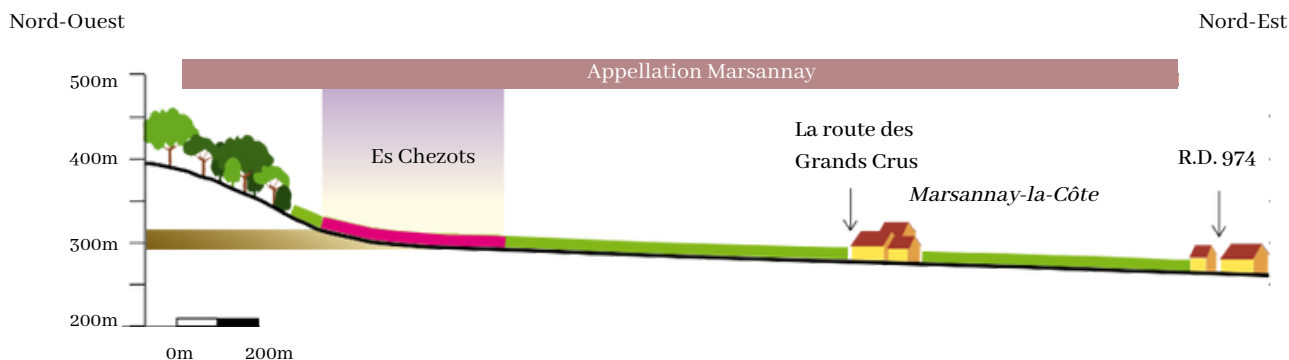 Nord-Ouest
Nord-Est
Appellation Marsannay
500m
La route des
Grands Crus
Es Chezots
R.D. 974
400m
Marsannay-la-Côte
300m
200m
0m
200m